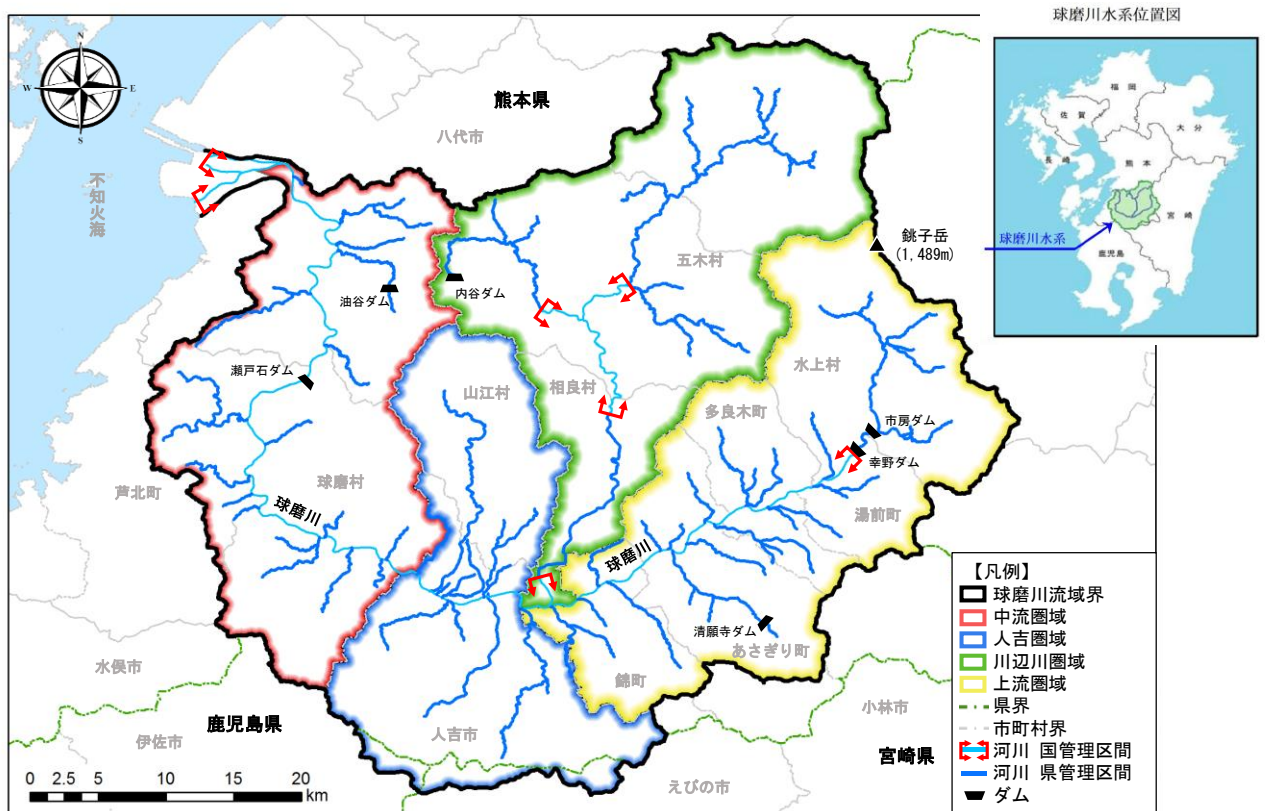 球磨川水系位置図
福岡
佐賀
大分
長崎
熊本
宮崎
鹿児島
球磨川水系
N
W
E
S
熊本県
八代市
不知火海
銚子岳
(1,489m)
五木村
内谷ダム
油谷ダム
水上村
瀬戸石ダム
山江村
相良村
多良木町
市房ダム
幸野ダム
芦北町
球磨村
球磨川
湯前町
球磨川
清願寺ダム
あさぎり町
水俣市
錦町
小林市
鹿児島県
伊佐市
人吉市
宮崎県
えびの市
0 2.5 5 10 15 20
km
【凡例】
球磨川流域界
中流圏域
人吉圏域
川辺川圏域
上流圏域
県界
市町村界
河川 国管理区間
河川 県管理区間
ダム